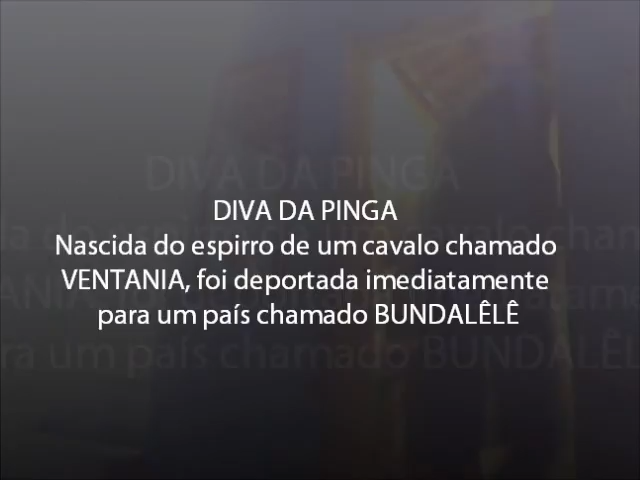 DIVA DA PINGA
Nascida do espirro de um cavalo chamado
VENTANIA, foi deportada imediatamente
para um país chamado BUNDALÊLÊ